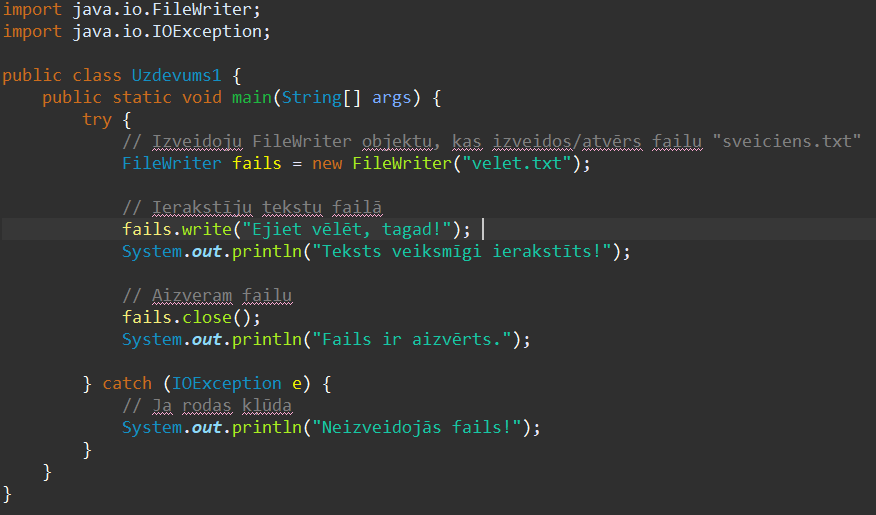 import java.io.FileWriter;
import java.io.IOException;

public class Uzdevums1 {
    public static void main(String[] args) {
        try {
            // Izveidoju FileWriter objektu, kas izveidos/atvērs failu "sveiciens.txt"
            FileWriter fails = new FileWriter("velet.txt");

            // Ierakstīju tekstu failā
            fails.write("Ejiet vēlēt, tagad!");
            System.out.println("Teksts veiksmīgi ierakstīts!");

            // Aizveram failu
            fails.close();
            System.out.println("Fails ir aizvērts.");

        } catch (IOException e) {
            // Ja rodas kļūda
            System.out.println("Neizveidojās fails!");
        }
    }
}